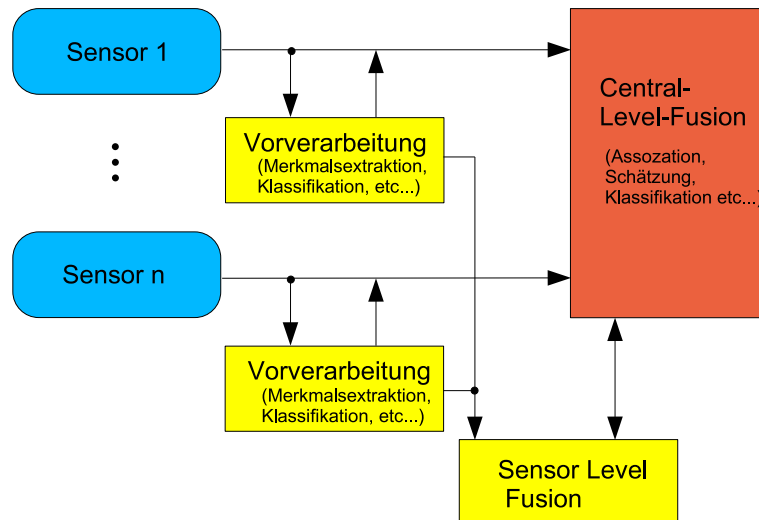 Sensor 1
Vorverarbeitung
(Merkmalsextraktion,
Klassifikation, etc...)
Central-
Level-Fusion
(Assozation,
Schätzung,
Klassifikation etc...)
Sensor n
Vorverarbeitung
(Merkmalsextraktion,
Klassifikation, etc...)
Sensor Level
Fusion